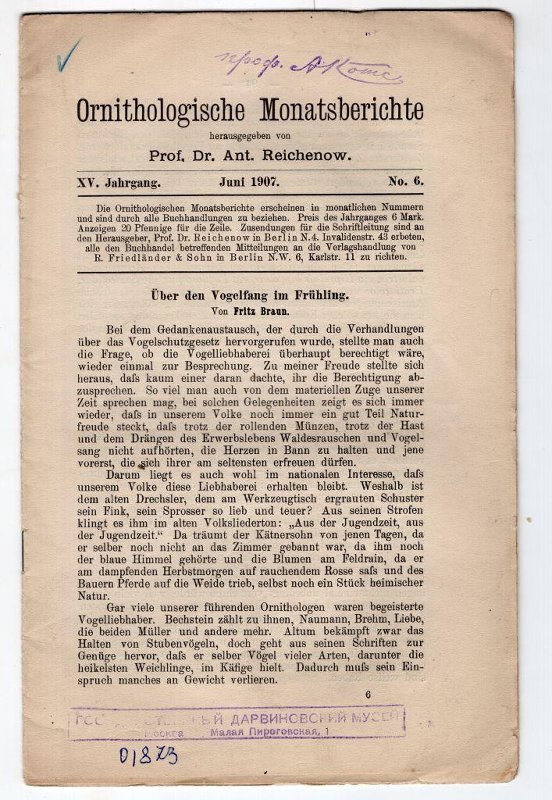 проф. АКотс
Ornithologische Monatsberichte
herausgegeben von
Prof. Dr. Ant. Reichenow.
XV. Jahrgang. Juni 1907. No. 6.
Die Ornithologischen Monatsberichte erscheinen in monatlichen Nummern
und sind durch alle Buchhandlungen zu beziehen. Preis des Jahrganges 6 Mark.
Anzeigen 20 Pfennige für die Zeile. Zusendungen für die Schriftleitung sind an
den Herausgeber, Prof. Dr. Reichenow in Berlin N.4. Invalidenstr. 43 erbeten,
alle den Buchhandel betreffenden Mitteilungen an die Verlagshandlung von
R. Friedländer & Sohn in Berlin N.W. 6, Karlstr. 11 zu richten.
Über den Vogelfang im Frühling.
Von Fritz Braun.
Bei dem Gedankenaustausch, der durch die Verhandlungen
über das Vogelschutzgesetz hervorgerufen wurde, stellte man auch
die Frage, ob die Vogelliebhaberei überhaupt berechtigt wäre,
wieder einmal zur Besprechung. Zu meiner Freude stellte sich
heraus, daſs kaum einer daran dachte, ihr die Berechtigung ab-
zusprechen. So viel man auch von dem materiellen Zuge unserer
Zeit sprechen mag, bei solchen Gelegenheiten zeigt es sich immer
wieder, daſs in unserem Volke noch immer ein gut Teil Natur-
freude steckt, daſs trotz der rollenden Münzen, trotz der Hast
und dem Drängen des Erwerbslebens Waldesrauschen und Vogel-
sang nicht aufhörten, die Herzen in Bann zu halten und jene
vorerst, die sich ihrer am seltensten erfreuen dürfen.
Darum liegt es auch wohl im nationalen Interesse, daſs
unserem Volke diese Liebhaberei erhalten bleibt. Weshalb ist
dem alten Drechsler, dem am Werkzeugtisch ergrauten Schuster
sein Fink, sein Sprosser so lieb und teuer? Aus seinen Strofen
klingt es ihm im alten Volksliederton: „Aus der Jugendzeit, aus
der Jugendzeit.“ Da träumt der Kätnersohn von jenen Tagen, da
er selber noch nicht an das Zimmer gebannt war, da ihm noch
der blaue Himmel gehörte und die Blumen am Feldrain, da er
am dampfenden Herbstmorgen auf rauchendem Rosse saſs und des
Bauern Pferde auf die Weide trieb, selbst noch ein Stück heimischer
Natur.
Gar viele unserer führenden Ornithologen waren begeisterte
Vogelliebhaber. Bechstein zählt zu ihnen, Naumann, Brehm, Liebe,
die beiden Müller und andere mehr. Altum bekämpft zwar das
Halten von Stubenvögeln, doch geht aus seinen Schriften zur
Genüge hervor, daſs er selber Vögel vieler Arten, darunter die
heikelsten Weichlinge, im Käfige hielt. Dadurch muſs sein Ein-
spruch manches an Gewicht verlieren.
6
ДАРВИНОВСКИЙ МУЗЕЙ
Москва Малая Пироговская, 1
01873